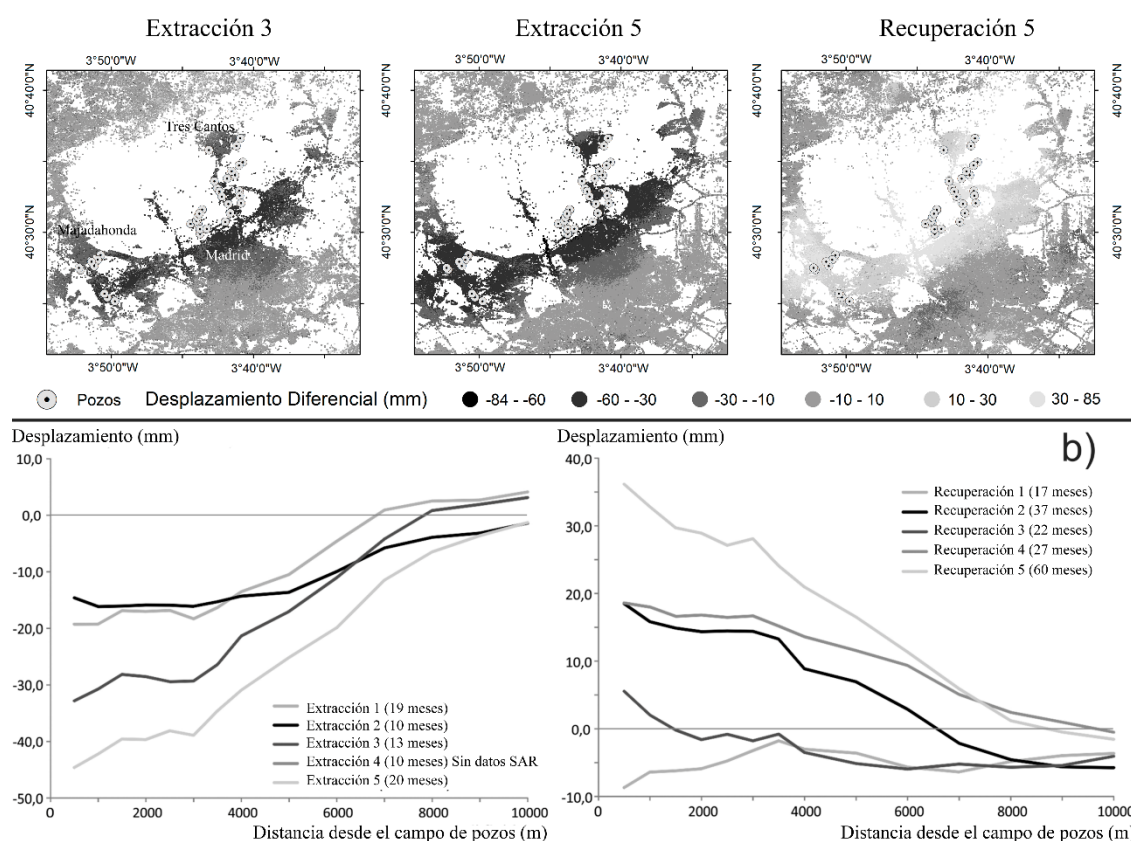 Extracción 3
Extracción 5
Recuperación 5
3°50'0"W 3°40'0"W
3°50'0"W 3°40'0"W
3°50'0"W 3°40'0"W
40°40'0"N
40°40'0"N
40°40'0"N
Tres Cantos
40°30'0"N
Majadahonda
Madrid
40°30'0"N
40°30'0"N
3°50'0"W 3°40'0"W
3°50'0"W 3°40'0"W
3°50'0"W 3°40'0"W
Pozos Desplazamiento Diferencial (mm) -84 - -60 -60 - -30 -30 - -10 -10 - 10 10 - 30 30 - 85
Desplazamiento (mm)
10,0
0,0
-10,0
-20,0
-30,0
-40,0
-50,0
Extracción 1 (19 meses)
Extracción 2 (10 meses)
Extracción 3 (13 meses)
Extracción 4 (10 meses) Sin datos SAR
Extracción 5 (20 meses)
0 2000 4000 6000 8000 10000
Distancia desde el campo de pozos (m)
Desplazamiento (mm)
b)
40,0
30,0
20,0
10,0
0,0
-10,0
Recuperación 1 (17 meses)
Recuperación 2 (37 meses)
Recuperación 3 (22 meses)
Recuperación 4 (27 meses)
Recuperación 5 (60 meses)
0 2000 4000 6000 8000 10000
Distancia desde el campo de pozos (m)